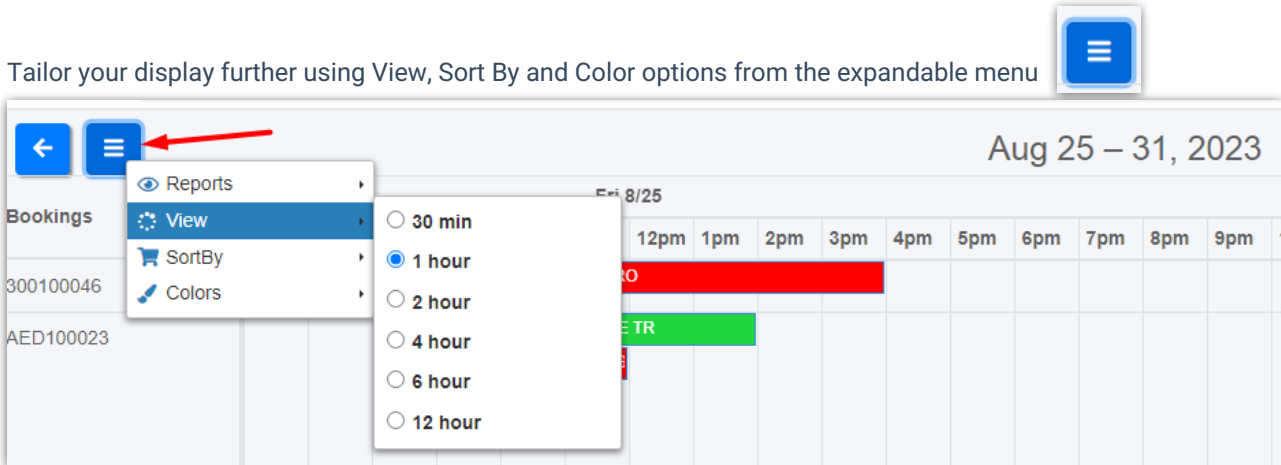 Tailor your display further using View, Sort By and Color options from the expandable menu
Aug 25 – 31, 2023
Reports
Fri 8/25
Bookings
View
30 min
12pm 1pm 2pm 3pm 4pm 5pm 6pm 7pm 8pm 9pm
SortBy
1 hour
300100046
RO
Colors
2 hour
AED100023
E TR
4 hour
6 hour
12 hour